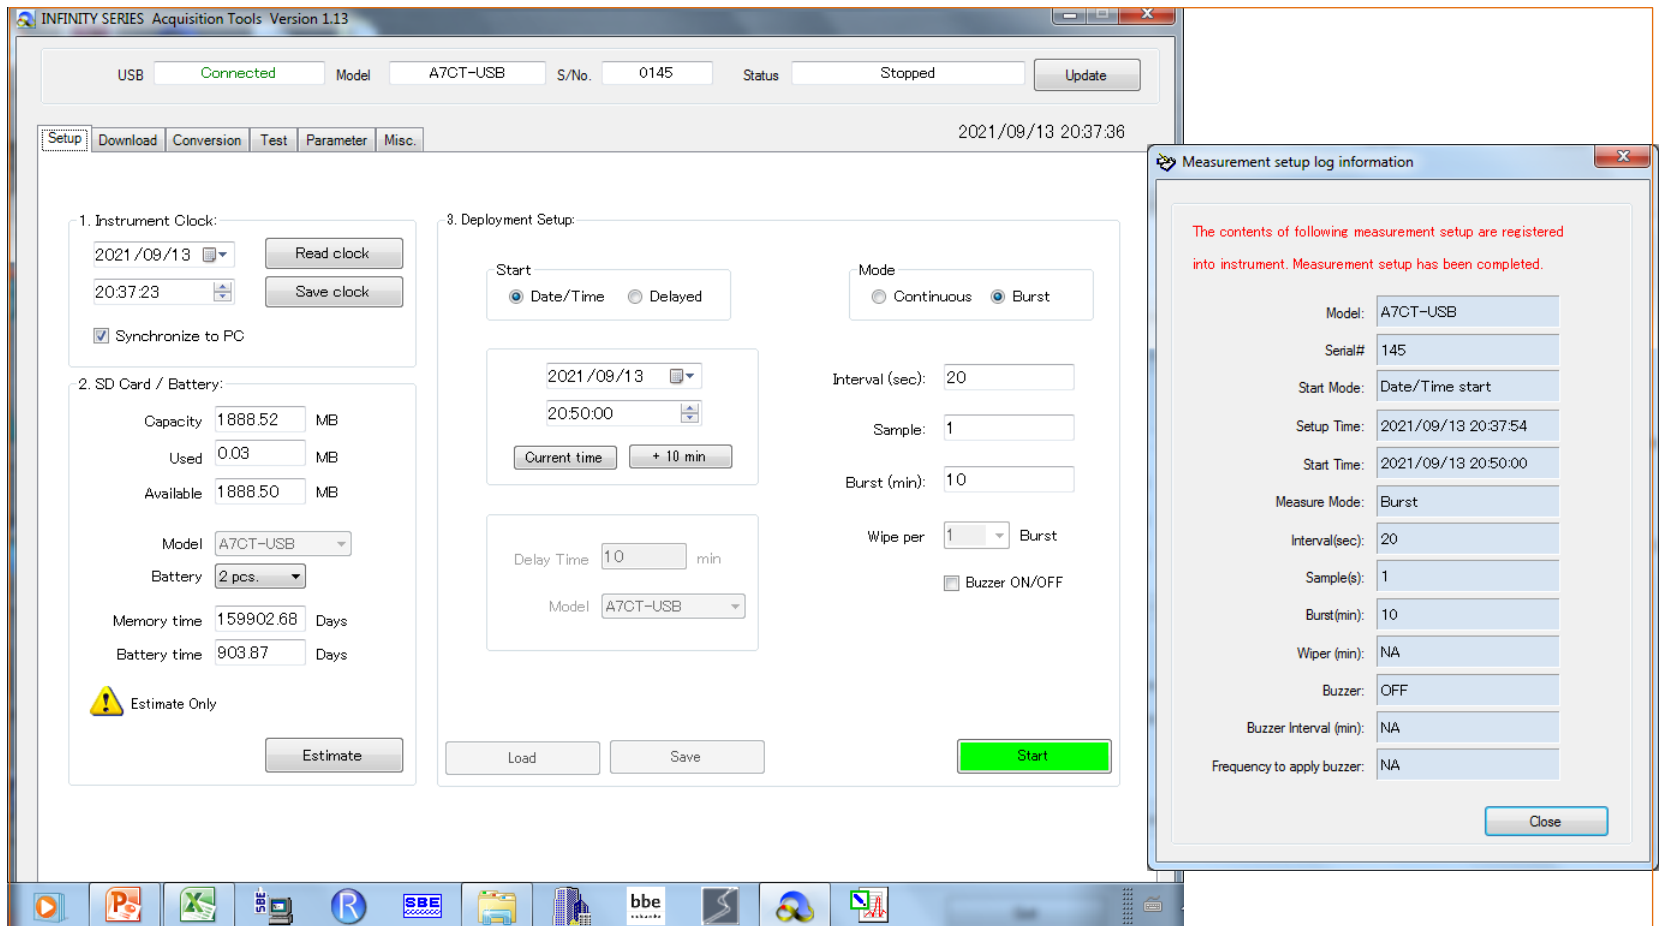 INFINITY SERIES Acquisition Tools Version 1.13
USB Connected Model A7CT-USB S/No. 0145 Status Stopped Update
Setup Download Conversion Test Parameter Misc.
2021/09/13 20:37:36
1. Instrument Clock:
2021/09/13
Read clock
20:37:23
Save clock
Synchronize to PC
2. SD Card / Battery:
Capacity 1888.52 MB
Used 0.03 MB
Available 1888.50 MB
Model A7CT-USB
Battery 2 pcs.
Memory time 159902.68 Days
Battery time 903.87 Days
Estimate Only
Estimate
3. Deployment Setup:
Start
Date/Time Delayed
Mode
Continuous Burst
2021/09/13
20:50:00
Current time + 10 min
Delay Time 10 min
Model A7CT-USB
Interval (sec): 20
Sample: 1
Burst (min): 10
Wipe per 1 Burst
Buzzer ON/OFF
Load Save Start
Measurement setup log information
The contents of following measurement setup are registered
into instrument. Measurement setup has been completed.
Model: A7CT-USB
Serial# 145
Start Mode: Date/Time start
Setup Time: 2021/09/13 20:37:54
Start Time: 2021/09/13 20:50:00
Measure Mode: Burst
Interval(sec): 20
Sample(s): 1
Burst(min): 10
Wiper (min): NA
Buzzer: OFF
Buzzer Interval (min): NA
Frequency to apply buzzer: NA
Close
SBE
R
SBE
bbe